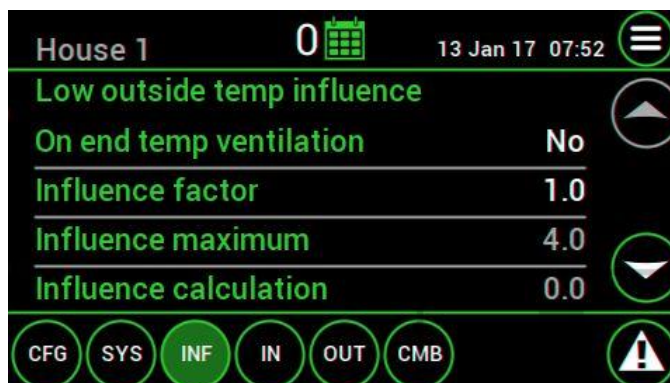 House 1 0 13 Jan 17 07:52
Low outside temp influence
On end temp ventilation No
Influence factor 1.0
Influence maximum 4.0
Influence calculation 0.0
CFG SYS INF IN OUT CMB